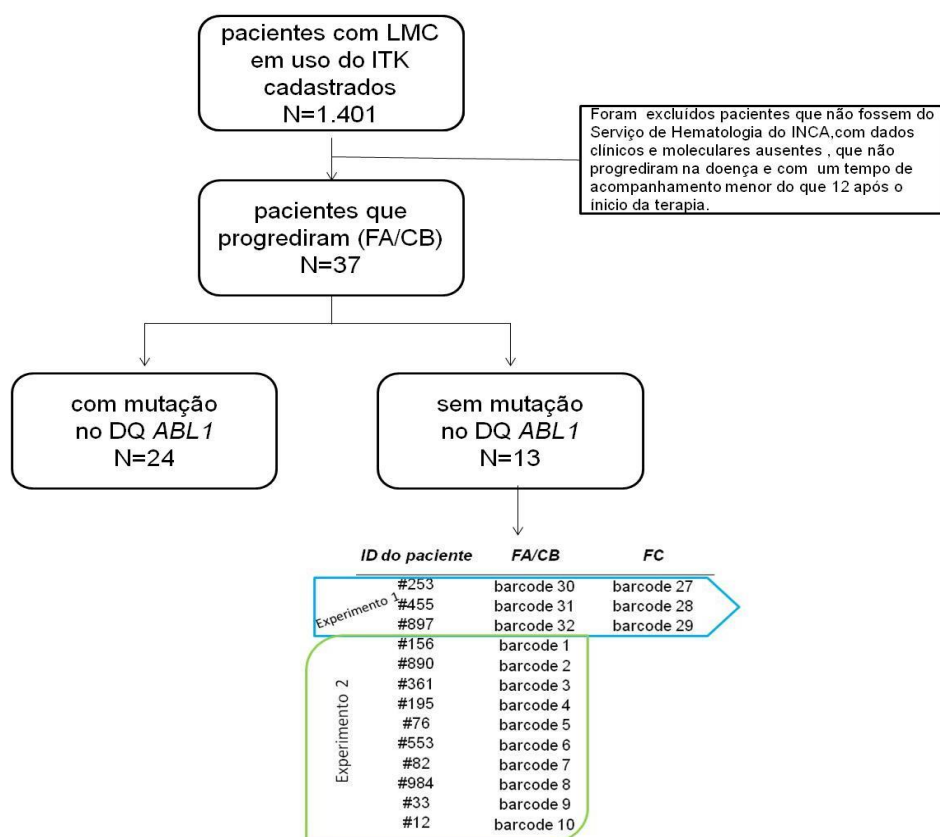 pacientes com LMC
em uso do ITK
cadastrados
N=1.401
Foram excluídos pacientes que não fossem do
Serviço de Hematologia do INCA,com dados
clínicos e moleculares ausentes , que não
progrediram na doença e com um tempo de
acompanhamento menor do que 12 após o
ínicio da terapia.
pacientes que
progrediram (FA/CB)
N=37
com mutação
no DQ ABL1
N=24
sem mutação
no DQ ABL1
N=13
ID do paciente FA/CB FC
Experimento 1
#253 barcode 30 barcode 27
#455 barcode 31 barcode 28
#897 barcode 32 barcode 29
Experimento 2
#156 barcode 1
#890 barcode 2
#361 barcode 3
#195 barcode 4
#76 barcode 5
#553 barcode 6
#82 barcode 7
#984 barcode 8
#33 barcode 9
#12 barcode 10